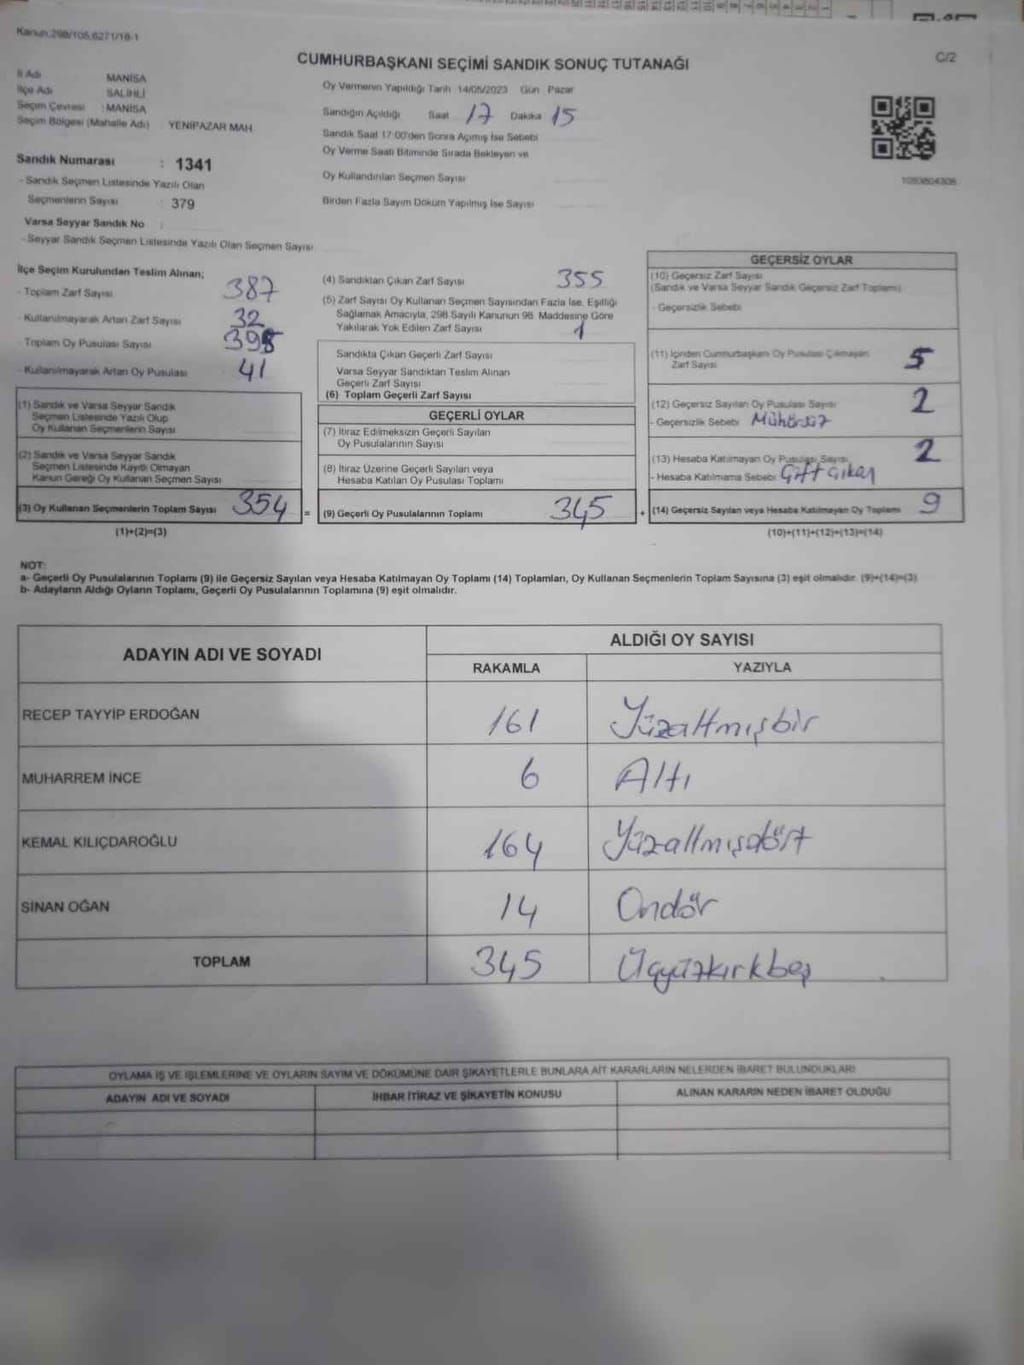 Kanun:298/105,6271/18-1
C/2
CUMHURBAŞKANI SEÇİMİ SANDIK SONUÇ TUTANAĞI
İl Adı MANİSA
İlçe Adı SALİHLİ
Seçim Çevresi : MANİSA
Seçim Bölgesi (Mahalle Adı) YENİPAZAR MAH
Oy Vermenin Yapıldığı Tarih 14/05/2023 Gün : Pazar
Sandığın Açıldığı Saat 17 Dakika 15
Sandık Saat 17:00'den Sonra Açılmış İse Sebebi
Oy Verme Saati Bitiminde Sırada Bekleyen ve
Oy Kullandırılan Seçmen Sayısı
Birden Fazla Sayım Döküm Yapılmış İse Sayısı
1093804308
Sandık Numarası : 1341
- Sandık Seçmen Listesinde Yazılı Olan
Seçmenlerin Sayısı : 379
Varsa Seyyar Sandık No :
- Seyyar Sandık Seçmen Listesinde Yazılı Olan Seçmen Sayısı
İlçe Seçim Kurulundan Teslim Alınan;
- Toplam Zarf Sayısı 387
- Kullanılmayarak Artan Zarf Sayısı 32
- Toplam Oy Pusulası Sayısı 395
- Kullanılmayarak Artan Oy Pusulası 41
(1) Sandık ve Varsa Seyyar Sandık
Seçmen Listesinde Yazılı Olup
Oy Kullanan Seçmenlerin Sayısı
(2) Sandık ve Varsa Seyyar Sandık
Seçmen Listesinde Kayıtlı Olmayan
Kanun Gereği Oy Kullanan Seçmen Sayısı
(3) Oy Kullanan Seçmenlerin Toplam Sayısı 354 =
(1)+(2)=(3)
(4) Sandıktan Çıkan Zarf Sayısı 355
(5) Zarf Sayısı Oy Kullanan Seçmen Sayısından Fazla İse, Eşitliği
Sağlamak Amacıyla, 298 Sayılı Kanunun 98. Maddesine Göre
Yakılarak Yok Edilen Zarf Sayısı 1
Sandıkta Çıkan Geçerli Zarf Sayısı
Varsa Seyyar Sandıktan Teslim Alınan
Geçerli Zarf Sayısı
(6) Toplam Geçerli Zarf Sayısı
GEÇERLİ OYLAR
(7) İtiraz Edilmeksizin Geçerli Sayılan
Oy Pusulalarının Sayısı
(8) İtiraz Üzerine Geçerli Sayılan veya
Hesaba Katılan Oy Pusulası Toplamı
(9) Geçerli Oy Pusulalarının Toplamı 345 +
GEÇERSİZ OYLAR
(10) Geçersiz Zarf Sayısı
(Sandık ve Varsa Seyyar Sandık Geçersiz Zarf Toplamı)
- Geçersizlik Sebebi
(11) İçinden Cumhurbaşkanı Oy Pusulası Çıkmayan
Zarf Sayısı 5
(12) Geçersiz Sayılan Oy Pusulası Sayısı 2
- Geçersizlik Sebebi Mühürsüz
(13) Hesaba Katılmayan Oy Pusulası Sayısı 2
- Hesaba Katılmama Sebebi Çift Çıkan
(14) Geçersiz Sayılan veya Hesaba Katılmayan Oy Toplamı 9
(10)+(11)+(12)+(13)=(14)
NOT:
a- Geçerli Oy Pusulalarının Toplamı (9) ile Geçersiz Sayılan veya Hesaba Katılmayan Oy Toplamı (14) Toplamları, Oy Kullanan Seçmenlerin Toplam Sayısına (3) eşit olmalıdır. (9)+(14)=(3)
b- Adayların Aldığı Oyların Toplamı, Geçerli Oy Pusulalarının Toplamına (9) eşit olmalıdır.
ADAYIN ADI VE SOYADI
ALDIĞI OY SAYISI
RAKAMLA YAZIYLA
RECEP TAYYİP ERDOĞAN 161 Yüzaltmışbir
MUHARREM İNCE 6 Altı
KEMAL KILIÇDAROĞLU 164 Yüzaltmışdört
SİNAN OĞAN 14 Ondör
TOPLAM 345 Üçyüzkırkbeş
OYLAMA İŞ VE İŞLEMLERİNE VE OYLARIN SAYIM VE DÖKÜMÜNE DAİR ŞİKAYETLERLE BUNLARA AİT KARARLARIN NELERDEN İBARET BULUNDUKLARI
ADAYIN ADI VE SOYADI İHBAR İTİRAZ VE ŞİKAYETİN KONUSU ALINAN KARARIN NEDEN İBARET OLDUĞU